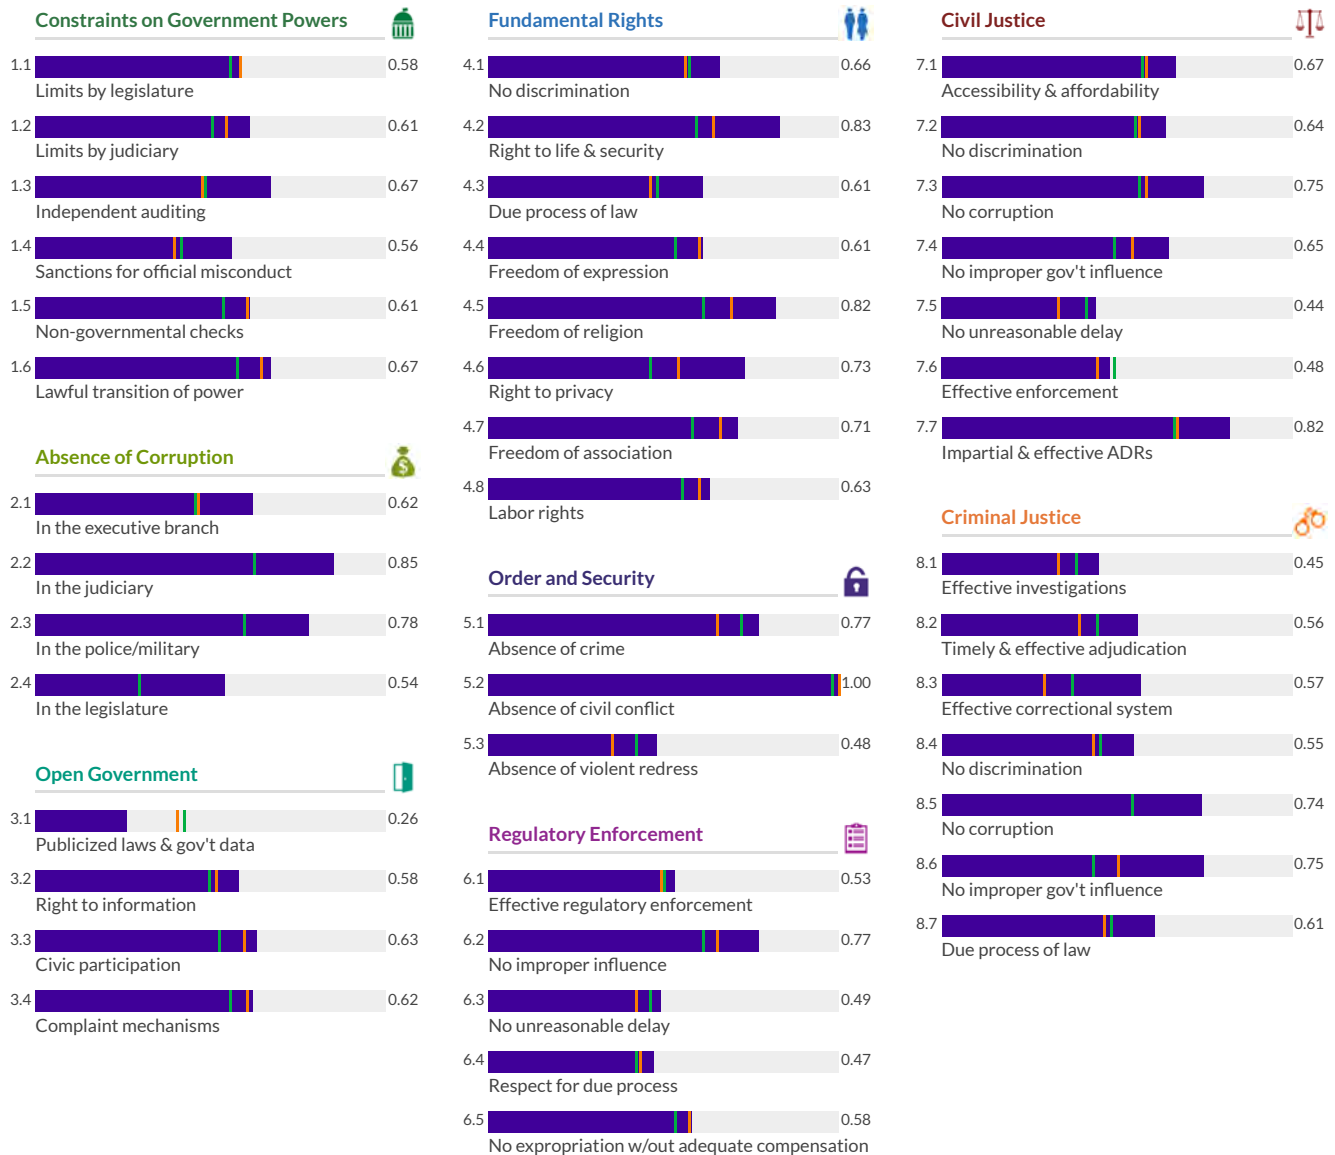 Constraints on Government Powers
1.1 0.58
Limits by legislature
1.2 0.61
Limits by judiciary
1.3 0.67
Independent auditing
1.4 0.56
Sanctions for official misconduct
1.5 0.61
Non-governmental checks
1.6 0.67
Lawful transition of power
Absence of Corruption
$
2.1 0.62
In the executive branch
2.2 0.85
In the judiciary
2.3 0.78
In the police/military
2.4 0.54
In the legislature
Open Government
3.1 0.26
Publicized laws & gov't data
3.2 0.58
Right to information
3.3 0.63
Civic participation
3.4 0.62
Complaint mechanisms
Fundamental Rights
4.1 0.66
No discrimination
4.2 0.83
Right to life & security
4.3 0.61
Due process of law
4.4 0.61
Freedom of expression
4.5 0.82
Freedom of religion
4.6 0.73
Right to privacy
4.7 0.71
Freedom of association
4.8 0.63
Labor rights
Order and Security
5.1 0.77
Absence of crime
5.2 1.00
Absence of civil conflict
5.3 0.48
Absence of violent redress
Regulatory Enforcement
6.1 0.53
Effective regulatory enforcement
6.2 0.77
No improper influence
6.3 0.49
No unreasonable delay
6.4 0.47
Respect for due process
6.5 0.58
No expropriation w/out adequate compensation
Civil Justice
7.1 0.67
Accessibility & affordability
7.2 0.64
No discrimination
7.3 0.75
No corruption
7.4 0.65
No improper gov't influence
7.5 0.44
No unreasonable delay
7.6 0.48
Effective enforcement
7.7 0.82
Impartial & effective ADRs
Criminal Justice
8.1 0.45
Effective investigations
8.2 0.56
Timely & effective adjudication
8.3 0.57
Effective correctional system
8.4 0.55
No discrimination
8.5 0.74
No corruption
8.6 0.75
No improper gov't influence
8.7 0.61
Due process of law